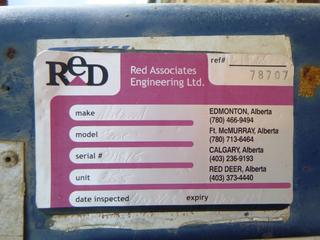 ReD
Red Associates
Engineering Ltd.
ref#
78707
make
model
serial #
unit
date inspected
expiry
EDMONTON, Alberta
(780) 466-9494
Ft. McMURRAY, Alberta
(780) 713-6464
CALGARY, Alberta
(403) 236-9193
RED DEER, Alberta
(403) 373-4440